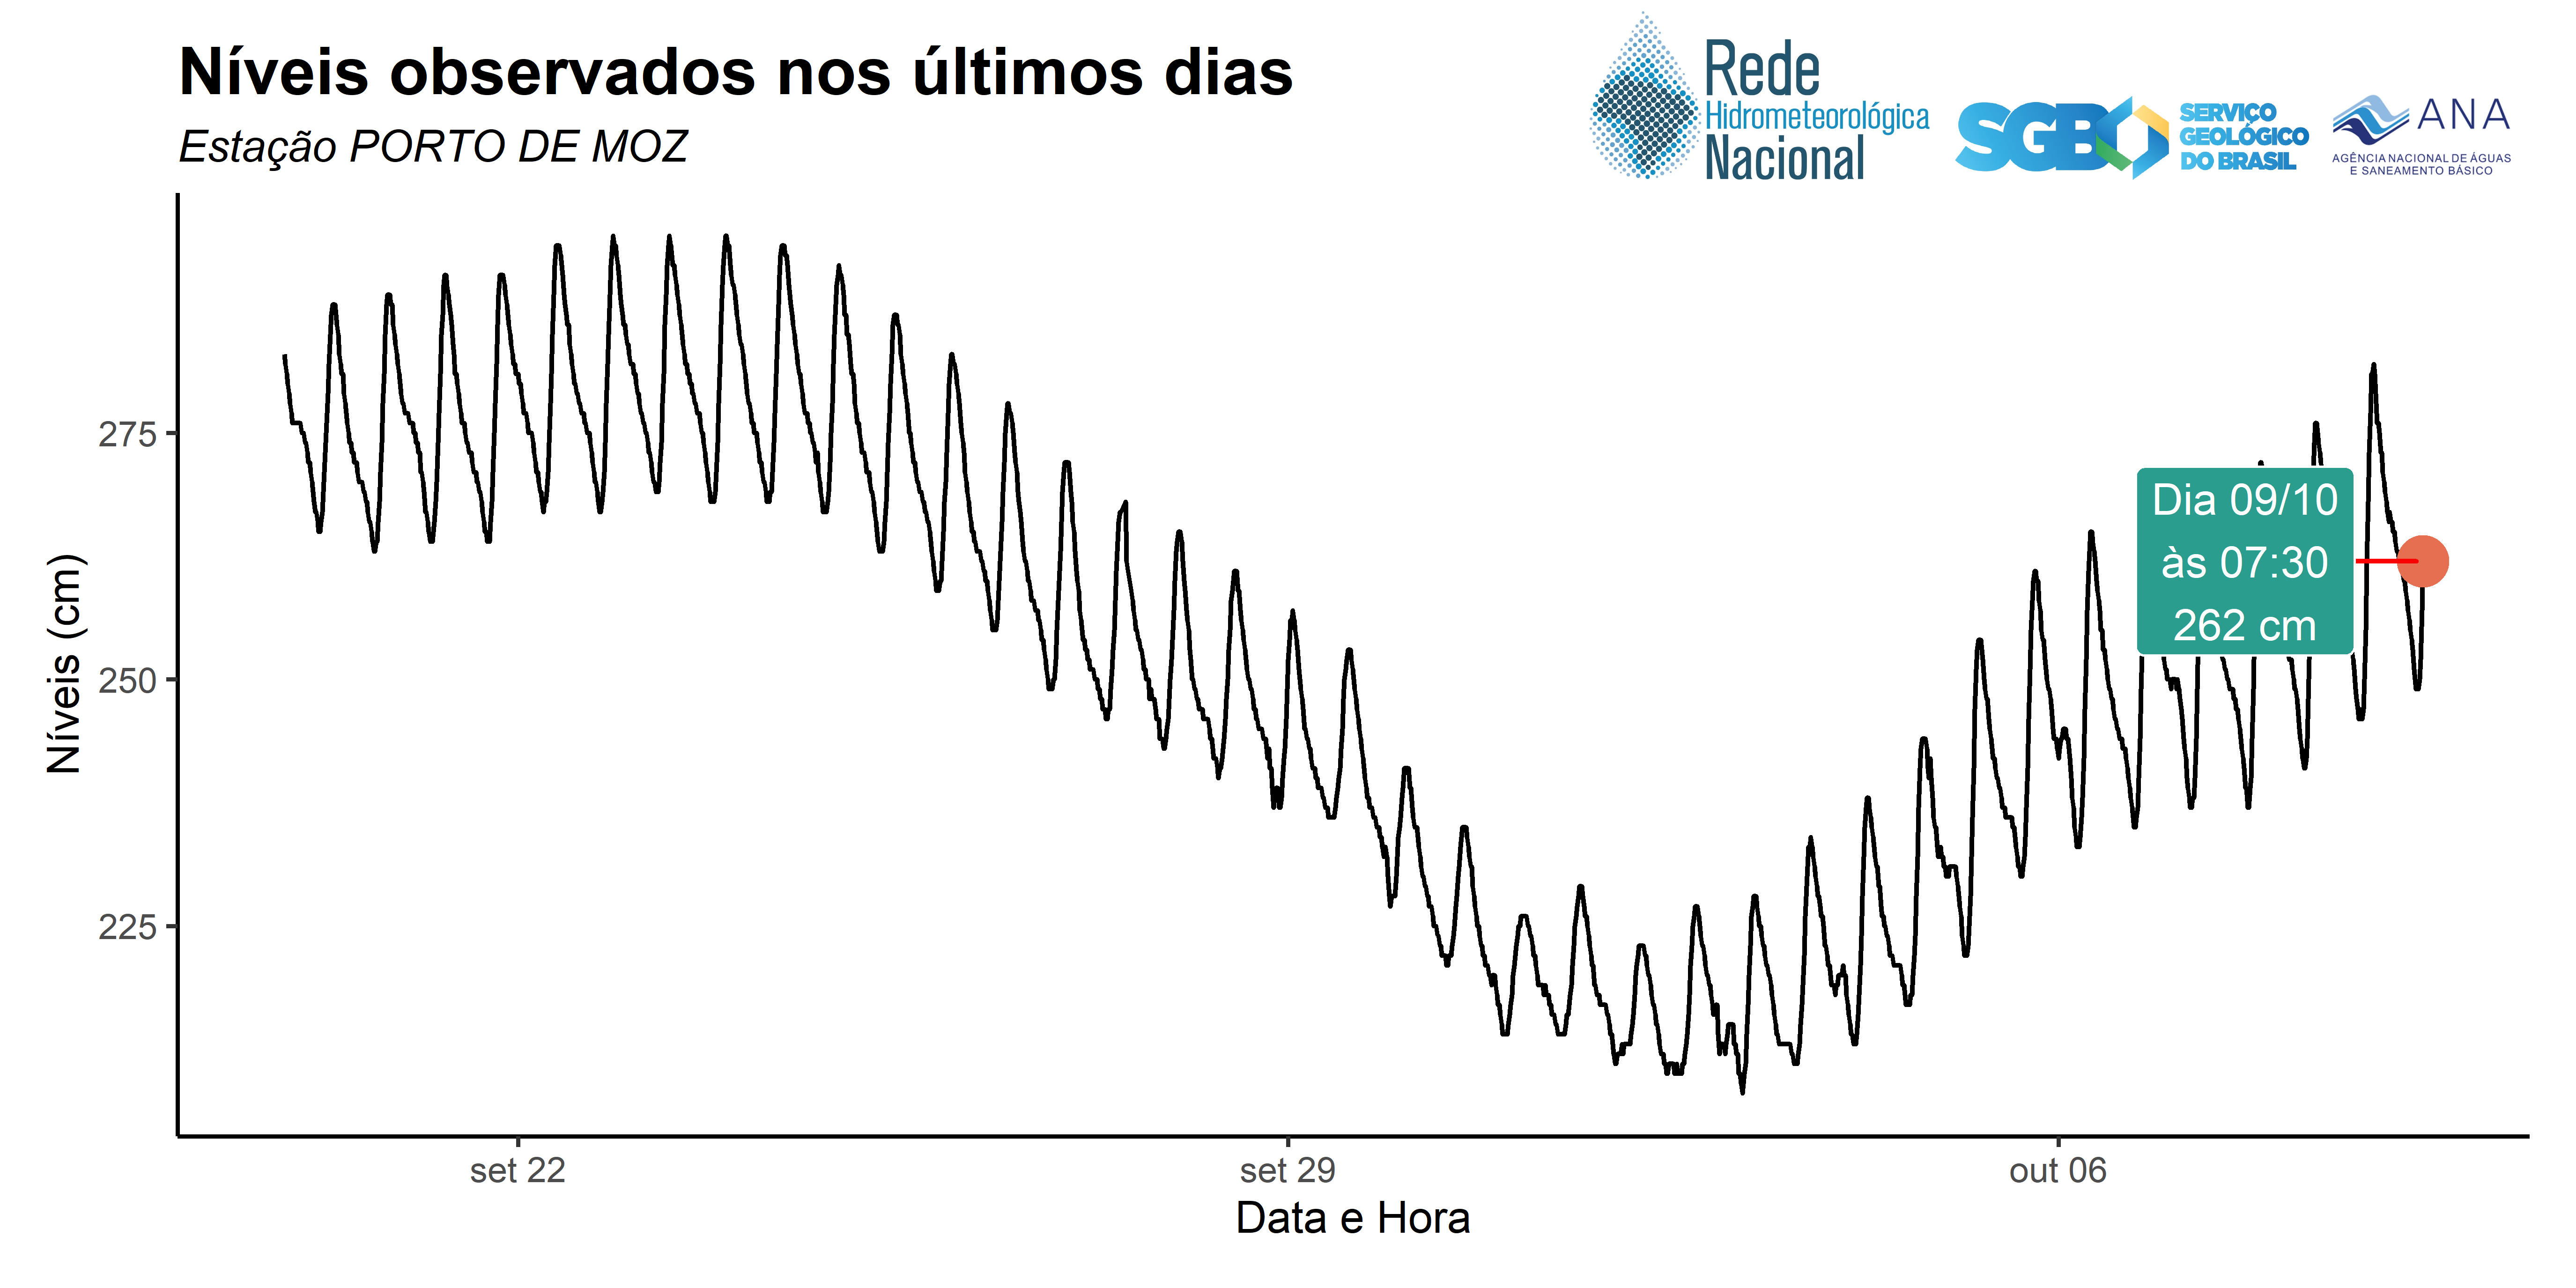 Níveis observados nos últimos dias
Estação PORTO DE MOZ
Rede
Hidrometeorológica
Nacional
SGB
SERVIÇO
GEOLÓGICO
DO BRASIL
ANA
AGÊNCIA NACIONAL DE ÁGUAS
E SANEAMENTO BÁSICO
275
250
225
Níveis (cm)
Dia 09/10
às 07:30
262 cm
set 22
set 29
out 06
Data e Hora